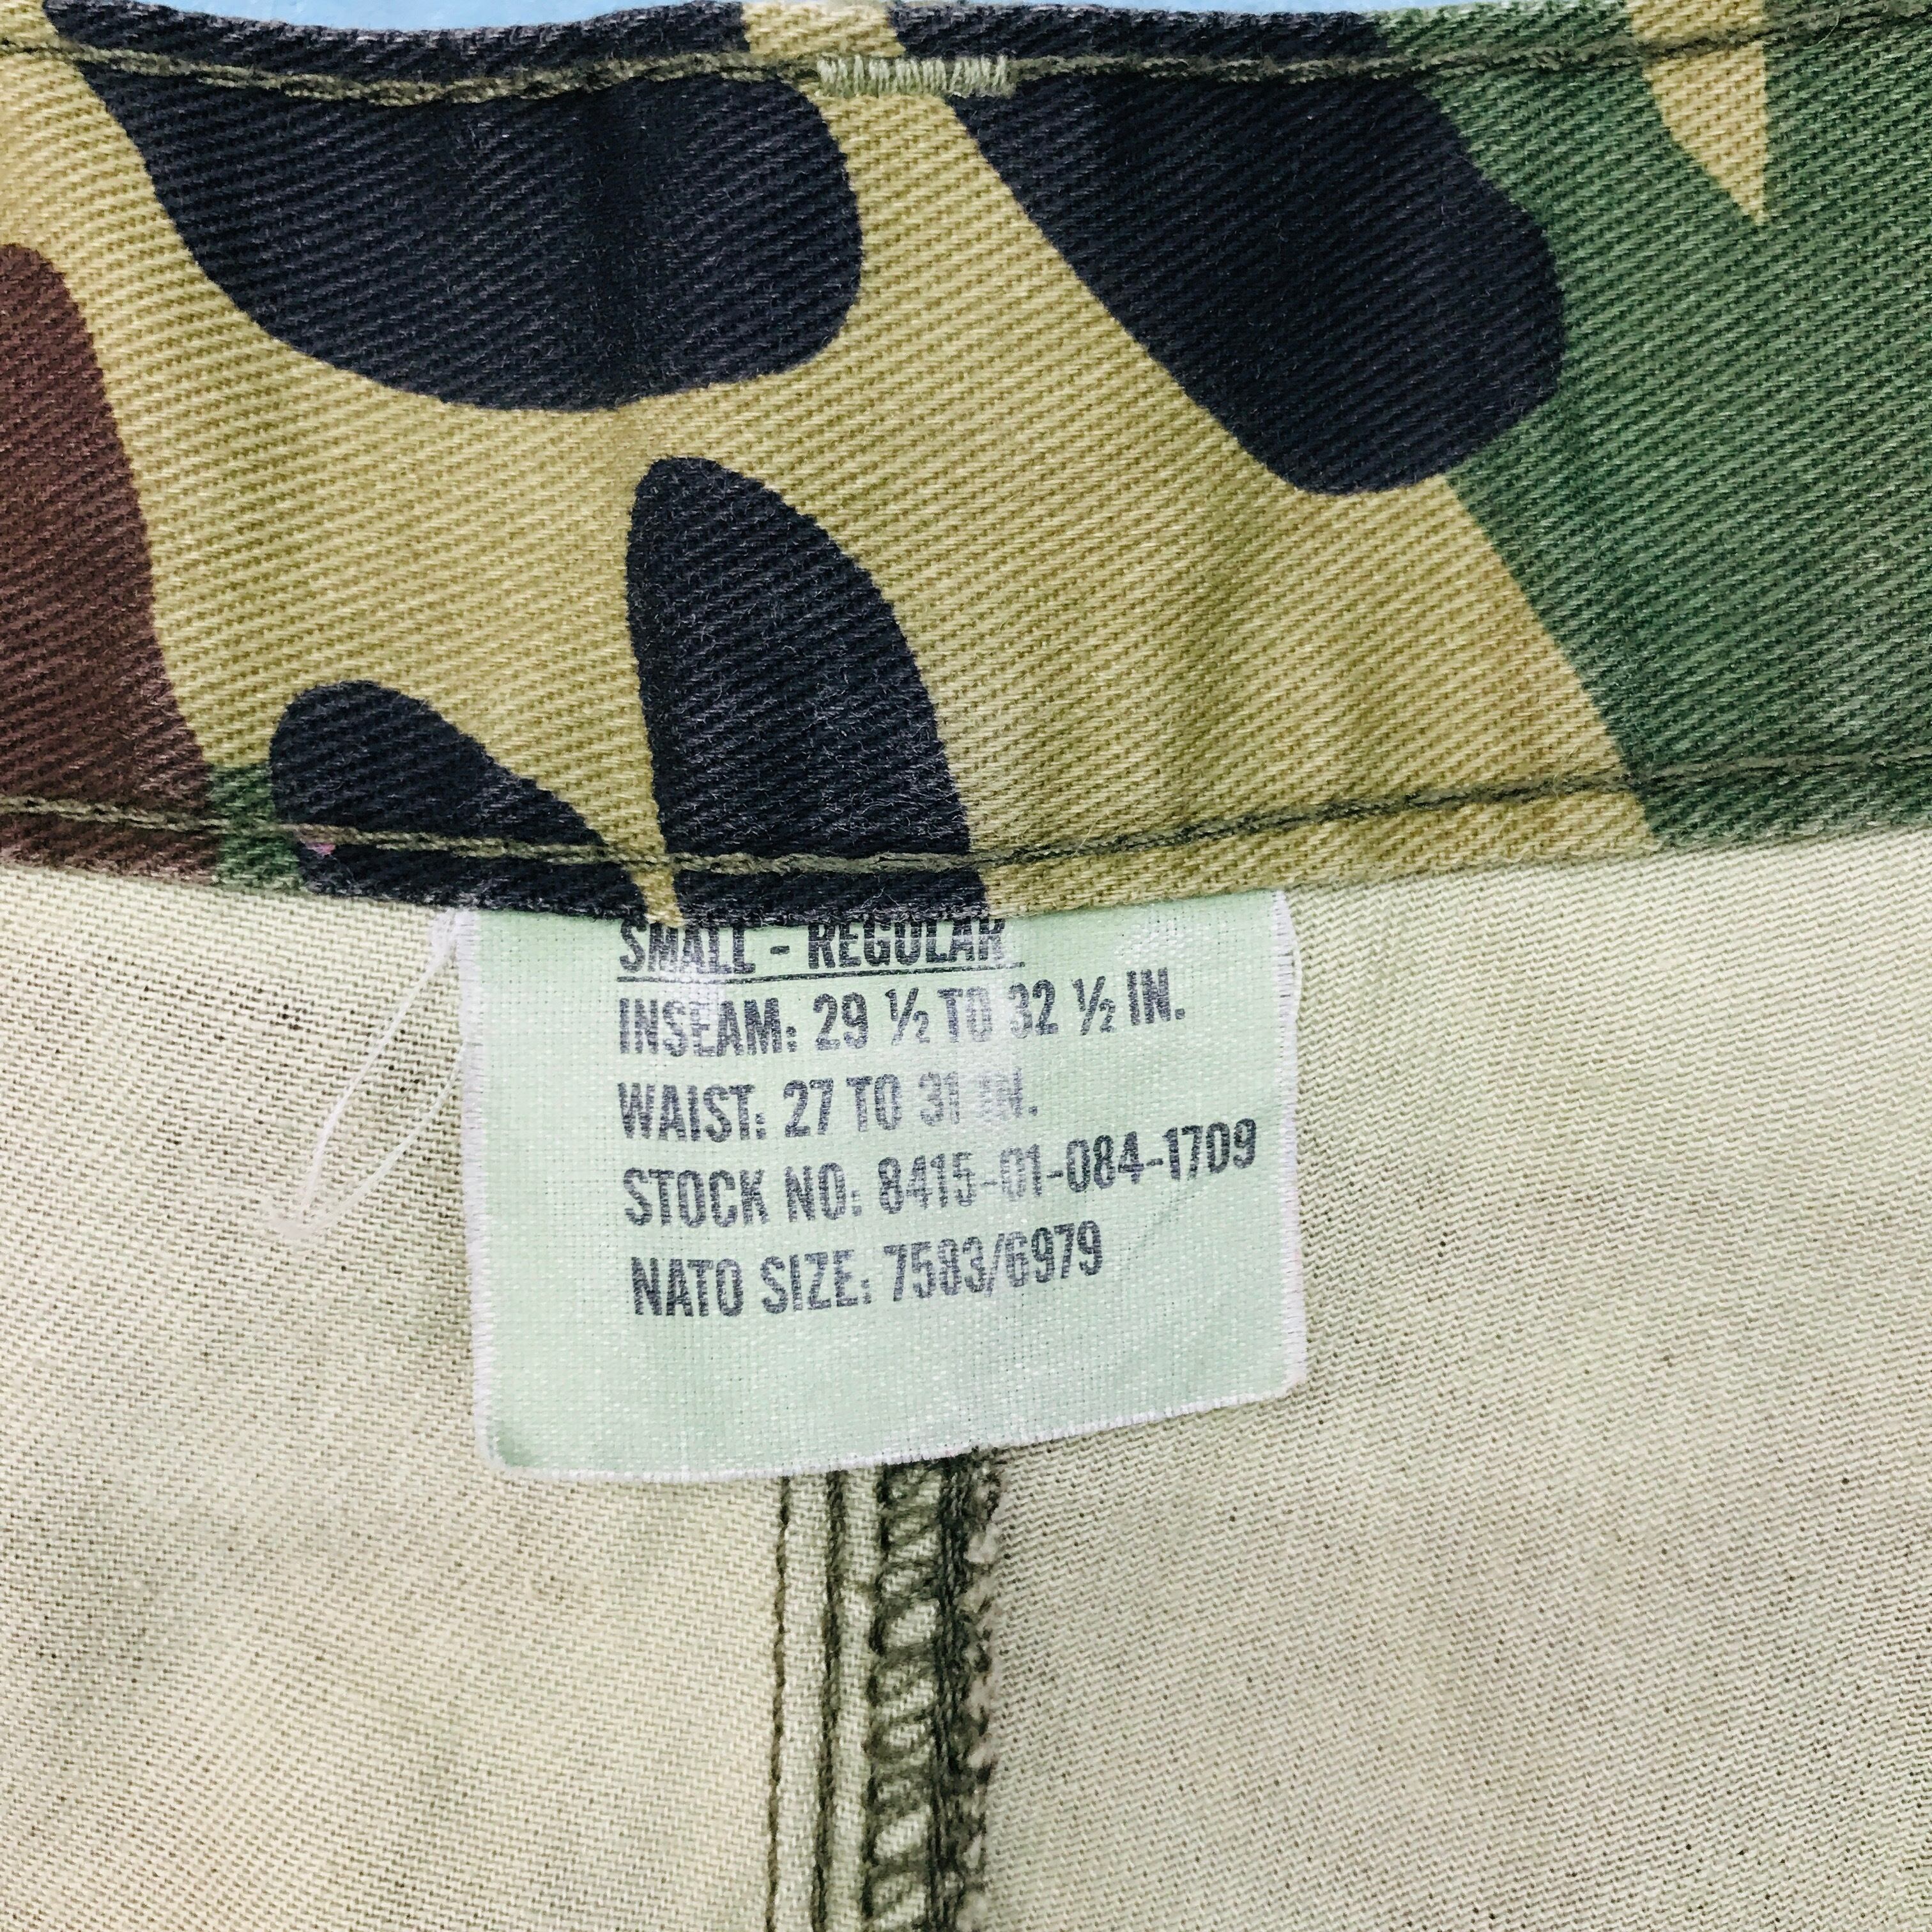 SMALL - REGULAR
INSEAM: 29 ½ TO 32 ½ IN.
WAIST: 27 TO 31 IN.
STOCK NO: 8415-01-084-1709
NATO SIZE: 7583/6979